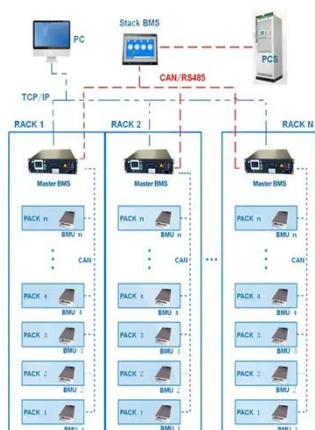 PC
Stack BMS
PCS
CAN/RS485
TCP/IP
RACK 1
RACK 2
RACK N
Master BMS
Master BMS
Master BMS
PACK n
BMU n
PACK n
BMU n
PACK n
BMU n
CAN
CAN
...
CAN
PACK 4
BMU 4
PACK 4
BMU 4
PACK 4
BMU 4
PACK 3
BMU 3
PACK 3
BMU 3
PACK 3
BMU 3
PACK 2
BMU 2
PACK 2
BMU 2
PACK 2
BMU 2
PACK 1
PACK 1
PACK 1